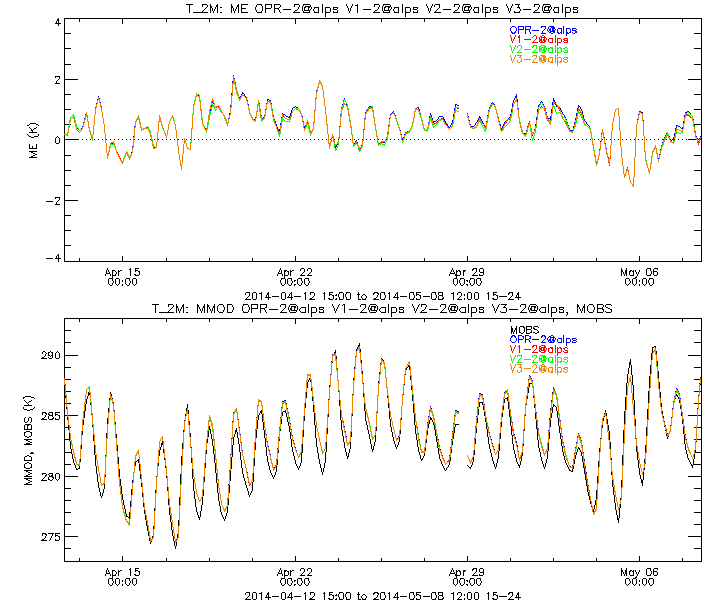 T_2M: ME OPR-2@alps V1-2@alps V2-2@alps V3-2@alps
OPR-2@alps
V1-2@alps
V2-2@alps
V3-2@alps
ME (K)
4
2
0
-2
-4
Apr 15 Apr 22 Apr 29 May 06
00:00 00:00 00:00 00:00
2014-04-12 15:00 to 2014-05-08 12:00 15-24
T_2M: MMOD OPR-2@alps V1-2@alps V2-2@alps V3-2@alps, MOBS
MOBS
OPR-2@alps
V1-2@alps
V2-2@alps
V3-2@alps
MMOD, MOBS (K)
290
285
280
275
Apr 15 Apr 22 Apr 29 May 06
00:00 00:00 00:00 00:00
2014-04-12 15:00 to 2014-05-08 12:00 15-24